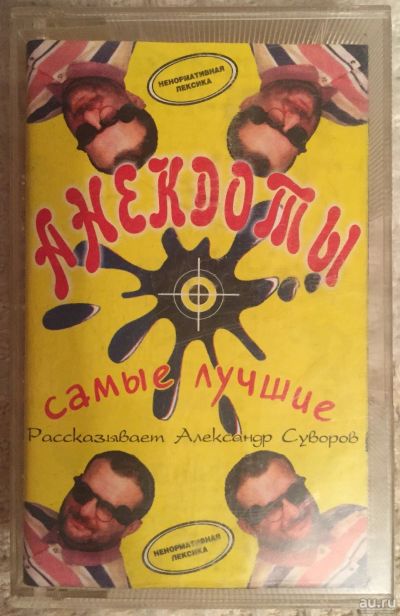 НЕНОРМАТИВНАЯ
ЛЕКСИКА
АНЕКДОТЫ
самые лучшие
Рассказывает Александр Суворов
НЕНОРМАТИВНАЯ
ЛЕКСИКА
au.ru